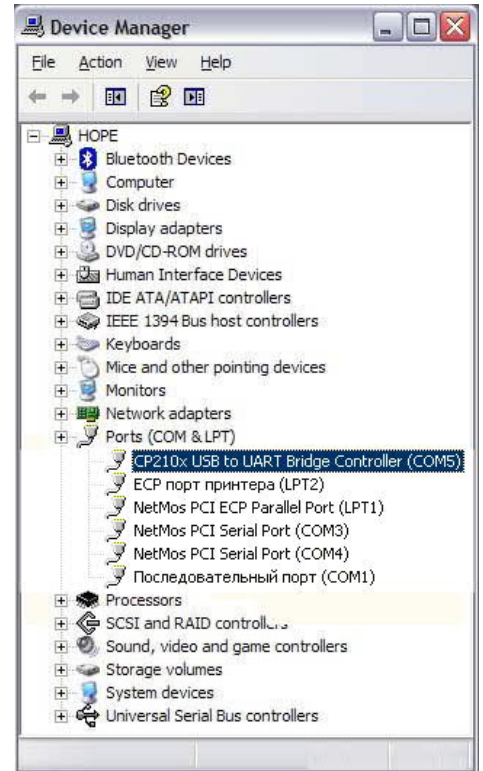 Device Manager
File Action View Help
HOPE
Bluetooth Devices
Computer
Disk drives
Display adapters
DVD/CD-ROM drives
Human Interface Devices
IDE ATA/ATAPI controllers
IEEE 1394 Bus host controllers
Keyboards
Mice and other pointing devices
Monitors
Network adapters
Ports (COM & LPT)
CP210x USB to UART Bridge Controller (COM5)
ECP порт принтера (LPT2)
NetMos PCI ECP Parallel Port (LPT1)
NetMos PCI Serial Port (COM3)
NetMos PCI Serial Port (COM4)
Последовательный порт (COM1)
Processors
SCSI and RAID
Sound, video and game controllers
Storage volumes
System devices
Universal Serial Bus controllers